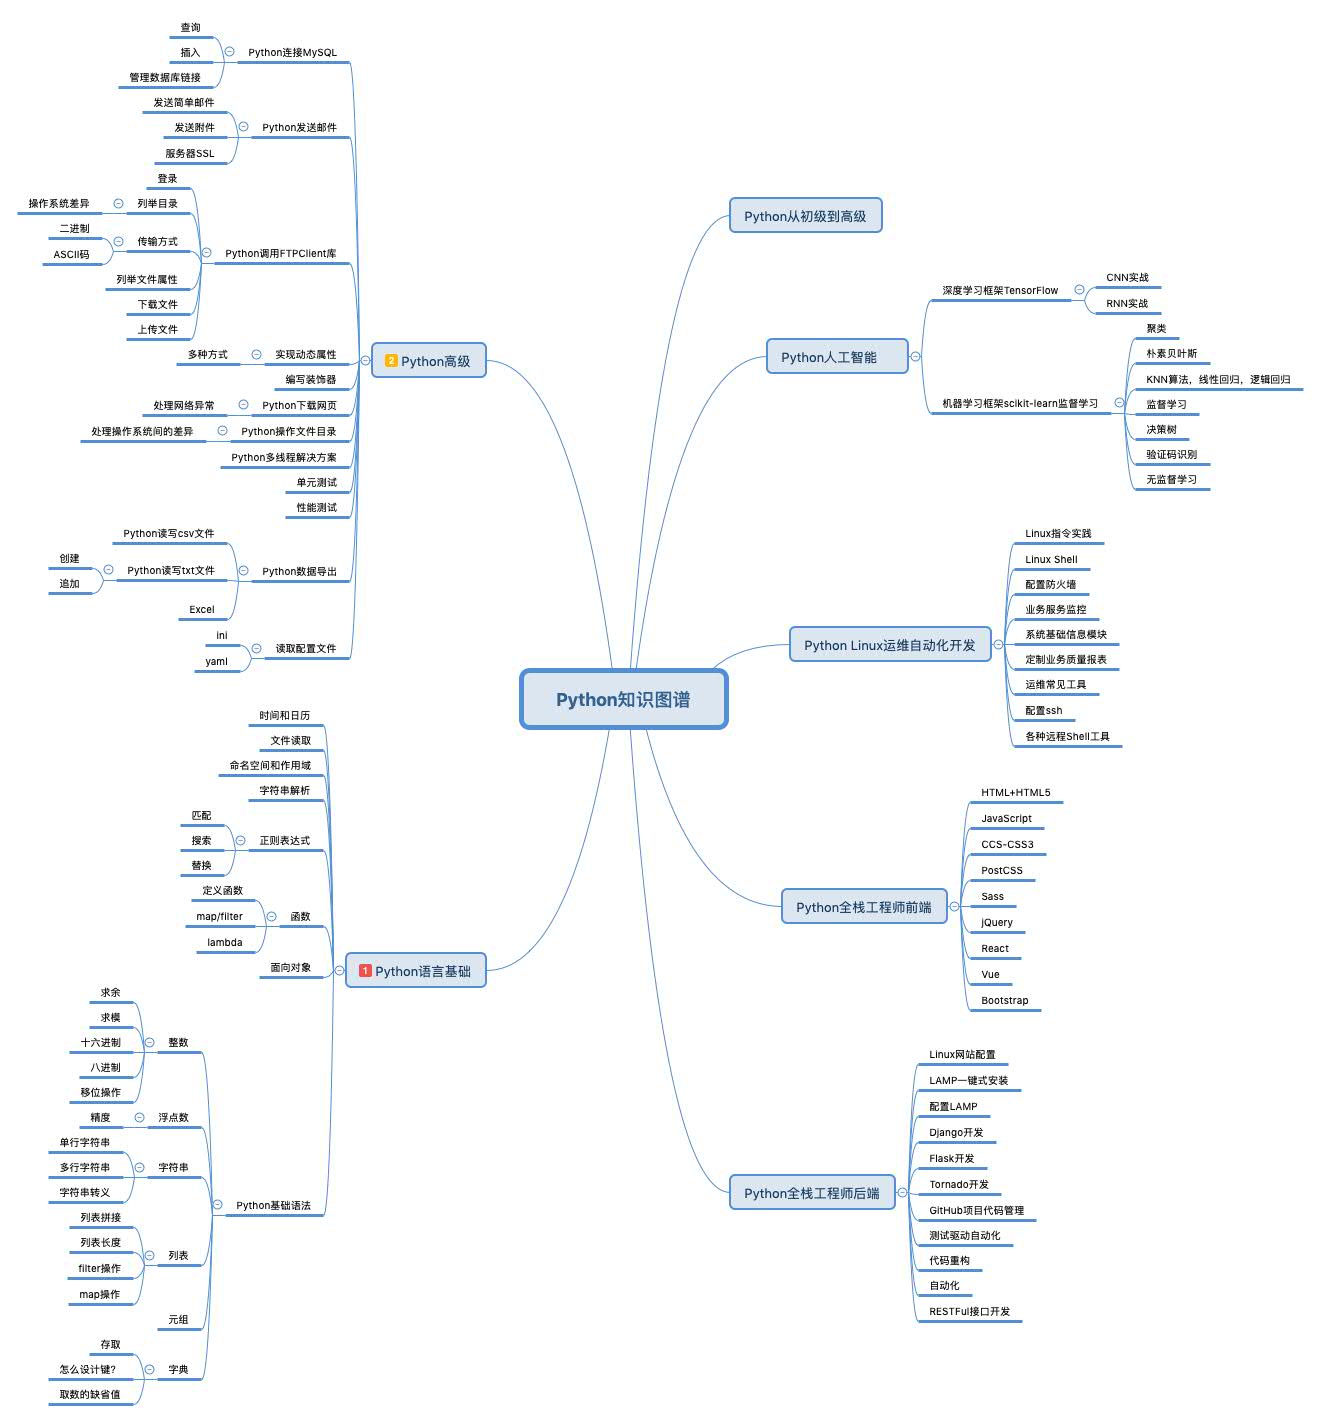 Python知识图谱
Python从初级到高级
Python人工智能
深度学习框架TensorFlow
CNN实战
RNN实战
机器学习框架scikit-learn监督学习
聚类
朴素贝叶斯
KNN算法，线性回归，逻辑回归
监督学习
决策树
验证码识别
无监督学习
Python Linux运维自动化开发
Linux指令实践
Linux Shell
配置防火墙
业务服务监控
系统基础信息模块
定制业务质量报表
运维常见工具
配置ssh
各种远程Shell工具
Python全栈工程师前端
HTML+HTML5
JavaScript
CCS-CSS3
PostCSS
Sass
jQuery
React
Vue
Bootstrap
Python全栈工程师后端
Linux网站配置
LAMP一键式安装
配置LAMP
Django开发
Flask开发
Tornado开发
GitHub项目代码管理
测试驱动自动化
代码重构
自动化
RESTFul接口开发
2 Python高级
Python连接MySQL
查询
插入
管理数据库链接
Python发送邮件
发送简单邮件
发送附件
服务器SSL
Python调用FTPClient库
登录
列举目录
操作系统差异
传输方式
二进制
ASCII码
列举文件属性
下载文件
上传文件
实现动态属性
多种方式
编写装饰器
Python下载网页
处理网络异常
Python操作文件目录
处理操作系统间的差异
Python多线程解决方案
单元测试
性能测试
Python数据导出
Python读写csv文件
Python读写txt文件
创建
追加
Excel
读取配置文件
ini
yaml
1 Python语言基础
时间和日历
文件读取
命名空间和作用域
字符串解析
正则表达式
匹配
搜索
替换
函数
定义函数
map/filter
lambda
面向对象
Python基础语法
整数
求余
求模
十六进制
八进制
移位操作
浮点数
精度
字符串
单行字符串
多行字符串
字符串转义
列表
列表拼接
列表长度
filter操作
map操作
元组
字典
存取
怎么设计键？
取数的缺省值